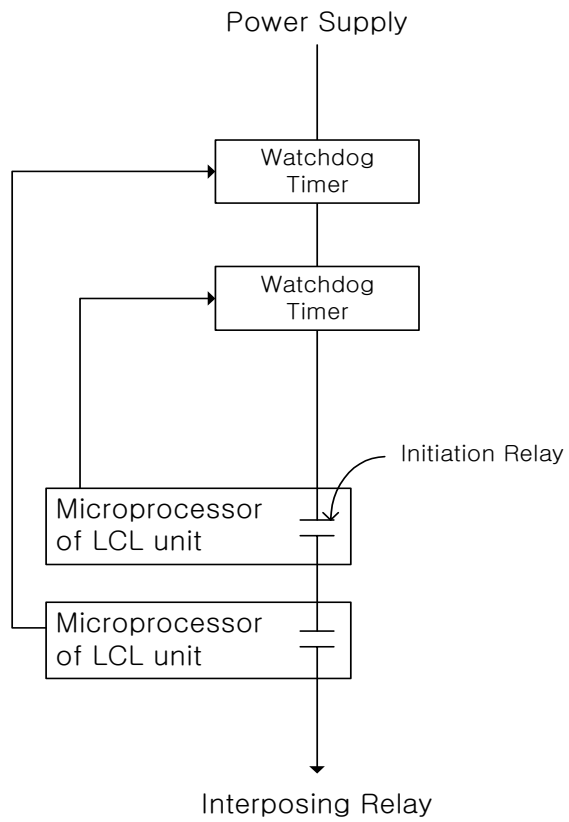 Power Supply
Watchdog
Timer
Watchdog
Timer
Initiation Relay
Microprocessor
of LCL unit
Microprocessor
of LCL unit
Interposing Relay